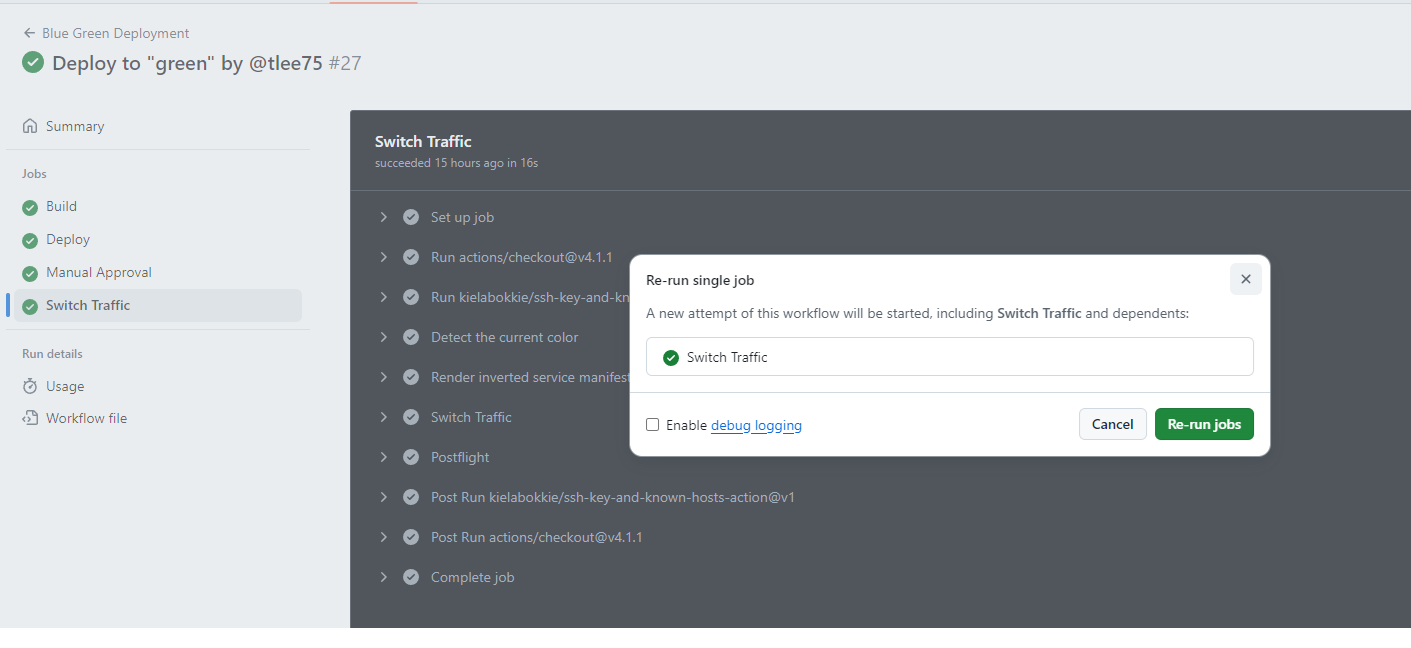 Blue Green Deployment
Deploy to "green" by @tlee75 #27
Summary
Jobs
Build
Deploy
Manual Approval
Switch Traffic
Run details
Usage
Workflow file
Switch Traffic
succeeded 15 hours ago in 16s
Set up job
Run actions/checkout@v4.1.1
Run kielabokkie/ssh-key-and-kn
Detect the current color
Render inverted service manifest
Switch Traffic
Postflight
Post Run kielabokkie/ssh-key-and-known-hosts-action@v1
Post Run actions/checkout@v4.1.1
Complete job
Re-run single job
A new attempt of this workflow will be started, including Switch Traffic and dependents:
Switch Traffic
Enable debug logging
Cancel
Re-run jobs